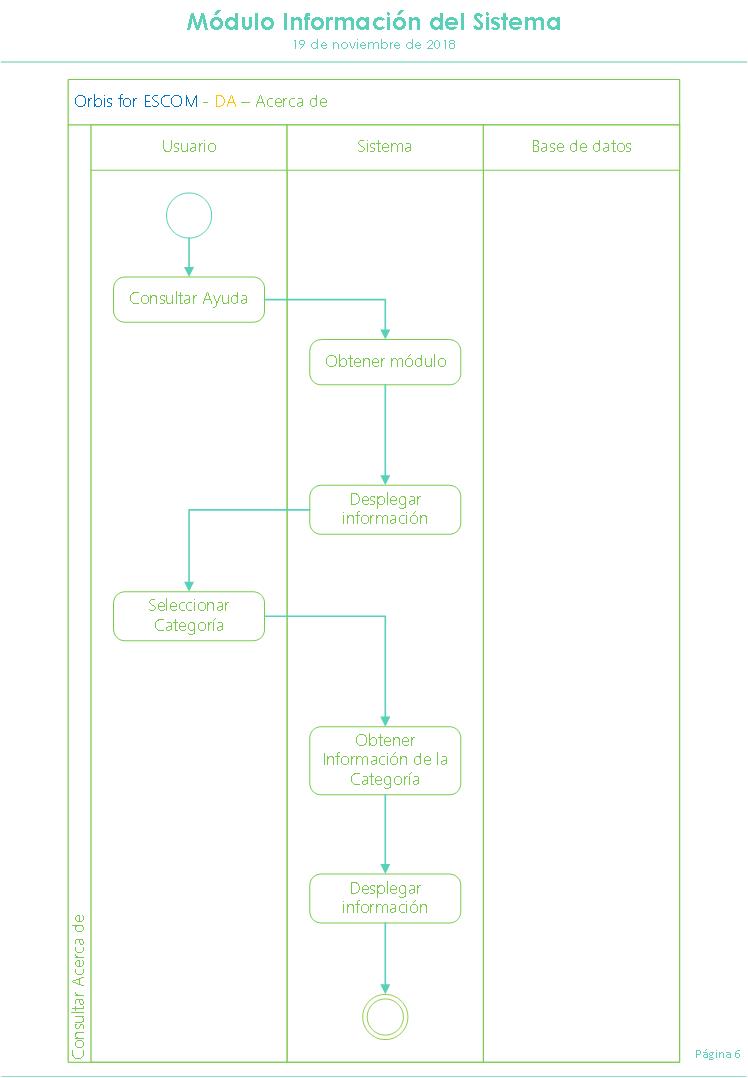 Módulo Información del Sistema
19 de noviembre de 2018
Orbis for ESCOM - DA – Acerca de
Usuario
Sistema
Base de datos
Consultar Ayuda
Obtener módulo
Desplegar
información
Seleccionar
Categoría
Obtener
Información de la
Categoría
Desplegar
información
Consultar Acerca de
Página 6